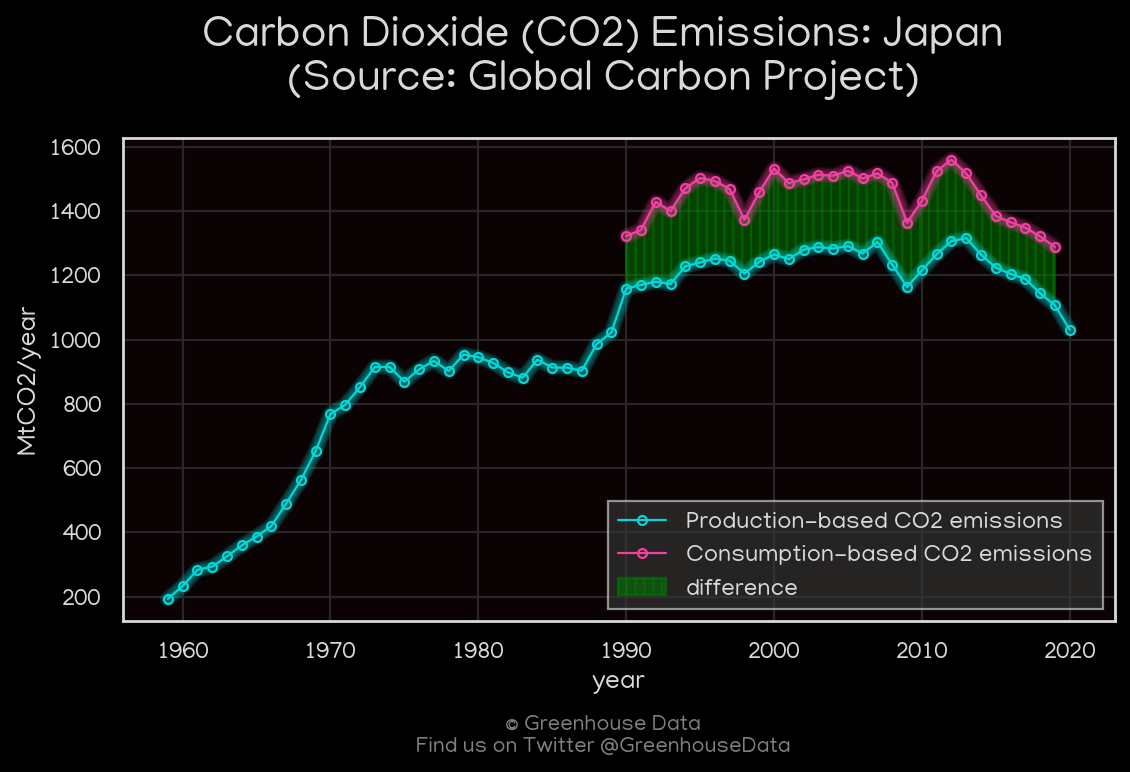 Carbon Dioxide (CO2) Emissions: Japan
(Source: Global Carbon Project)
1600
1400
1200
1000
800
600
400
200
MtCO2/year
Production-based CO2 emissions
Consumption-based CO2 emissions
difference
1960 1970 1980 1990 2000 2010 2020
year
© Greenhouse Data
Find us on Twitter @GreenhouseData